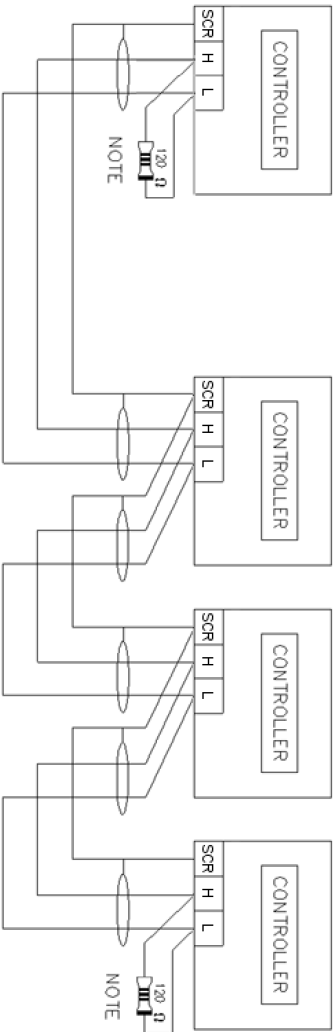 CONTROLLER
SCR H L
120 Ω
NOTE
CONTROLLER
SCR H L
CONTROLLER
SCR H L
CONTROLLER
SCR H L
120 Ω
NOTE